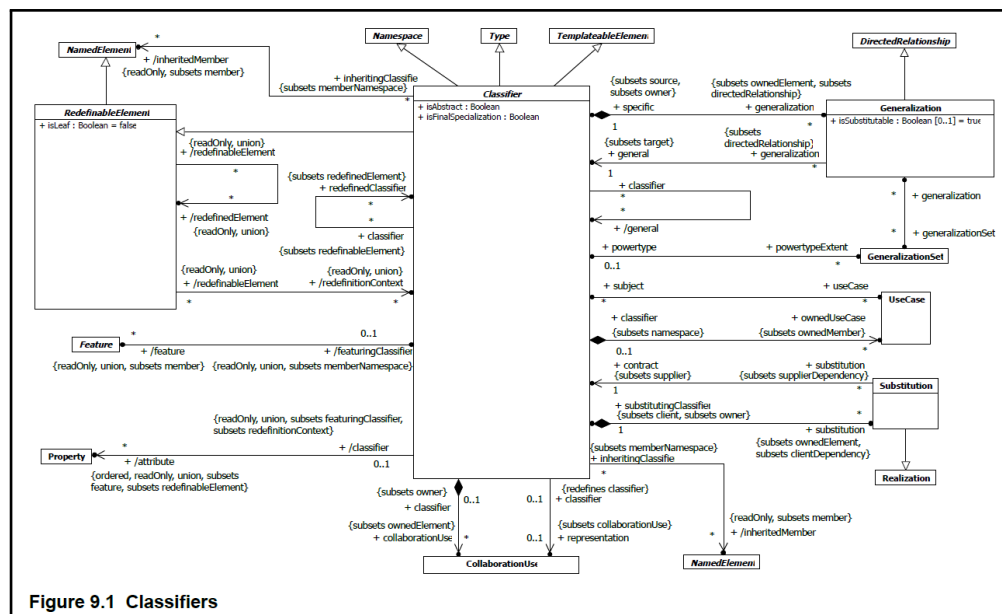 Namespace
Type
TemplateableElement
NamedElement
*
+ /inheritedMember
{readOnly, subsets member}
+ inheritingClassifie
{subsets memberNamespace}
*
DirectedRelationship
RedefinableElement
+ isLeaf : Boolean = false
Classifier
+ isAbstract : Boolean
+ isFinalSpecialization : Boolean
{subsets source,
subsets owner}
+ specific
1
{subsets ownedElement, subsets
directedRelationship}
+ generalization
*
Generalization
+ isSubstitutable : Boolean [0..1] = true
{readOnly, union}
+ /redefinableElement
*
*
+ /redefinedElement
{readOnly, union}
{subsets redefinedElement}
+ redefinedClassifier
*
*
+ classifier
{subsets redefinableElement}
{subsets target}
+ general
1
{subsets
directedRelationship}
+ generalization
*
+ classifier
*
*
+ /general
*
+ generalization
*
+ generalizationSet
+ powertype
0..1
+ powertypeExtent
*
GeneralizationSet
{readOnly, union}
+ /redefinableElement
*
{readOnly, union}
+ /redefinitionContext
*
+ subject
*
+ useCase
*
UseCase
+ classifier
{subsets namespace}
0..1
+ ownedUseCase
{subsets ownedMember}
*
Feature
*
+ /feature
{readOnly, union, subsets member}
0..1
+ /featuringClassifier
{readOnly, union, subsets memberNamespace}
+ contract
{subsets supplier}
1
+ substitution
{subsets supplierDependency}
*
Substitution
+ substitutingClassifier
{subsets client, subsets owner}
1
*
+ substitution
{subsets ownedElement,
subsets clientDependency}
Realization
{readOnly, union, subsets featuringClassifier,
subsets redefinitionContext}
+ /classifier
0..1
Property
*
+ /attribute
{ordered, readOnly, union, subsets
feature, subsets redefinableElement}
{subsets memberNamespace}
+ inheritingClassifie
*
{subsets owner}
+ classifier
0..1
{subsets ownedElement}
+ collaborationUse
*
0..1
{redefines classifier}
+ classifier
{subsets collaborationUse}
+ representation
0..1
{readOnly, subsets member}
+ /inheritedMember
*
CollaborationUse
NamedElement
Figure 9.1 Classifiers